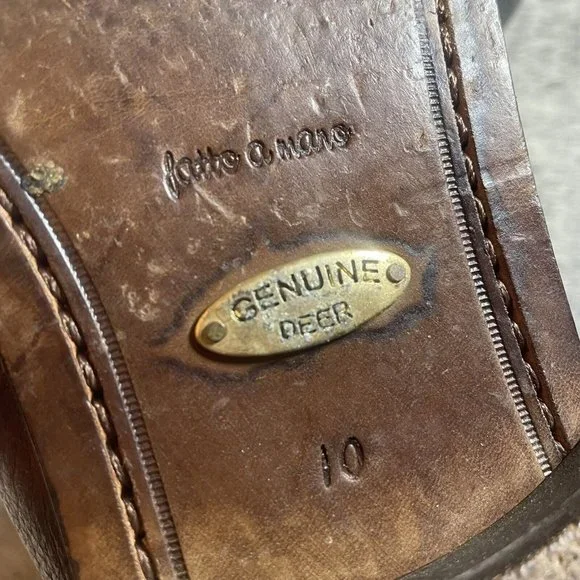 fatto a mano
GENUINE
DEER
10